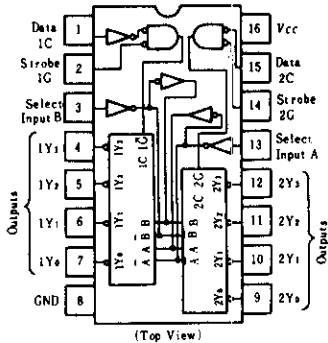 Data 1C
1
16
Vcc
Strobe 1G
2
15
Data 2C
Select Input B
3
14
Strobe 2G
1Y3
4
13
Select Input A
1Y2
5
12
2Y3
1Y1
6
11
2Y2
1Y0
7
10
2Y1
GND
8
9
2Y0
Outputs
Outputs
1C 1G
1Y3
1Y2
1Y1
1Y0
B
B
A
A
2C 2G
2Y3
2Y2
2Y1
2Y0
B
B
A
A
(Top View)